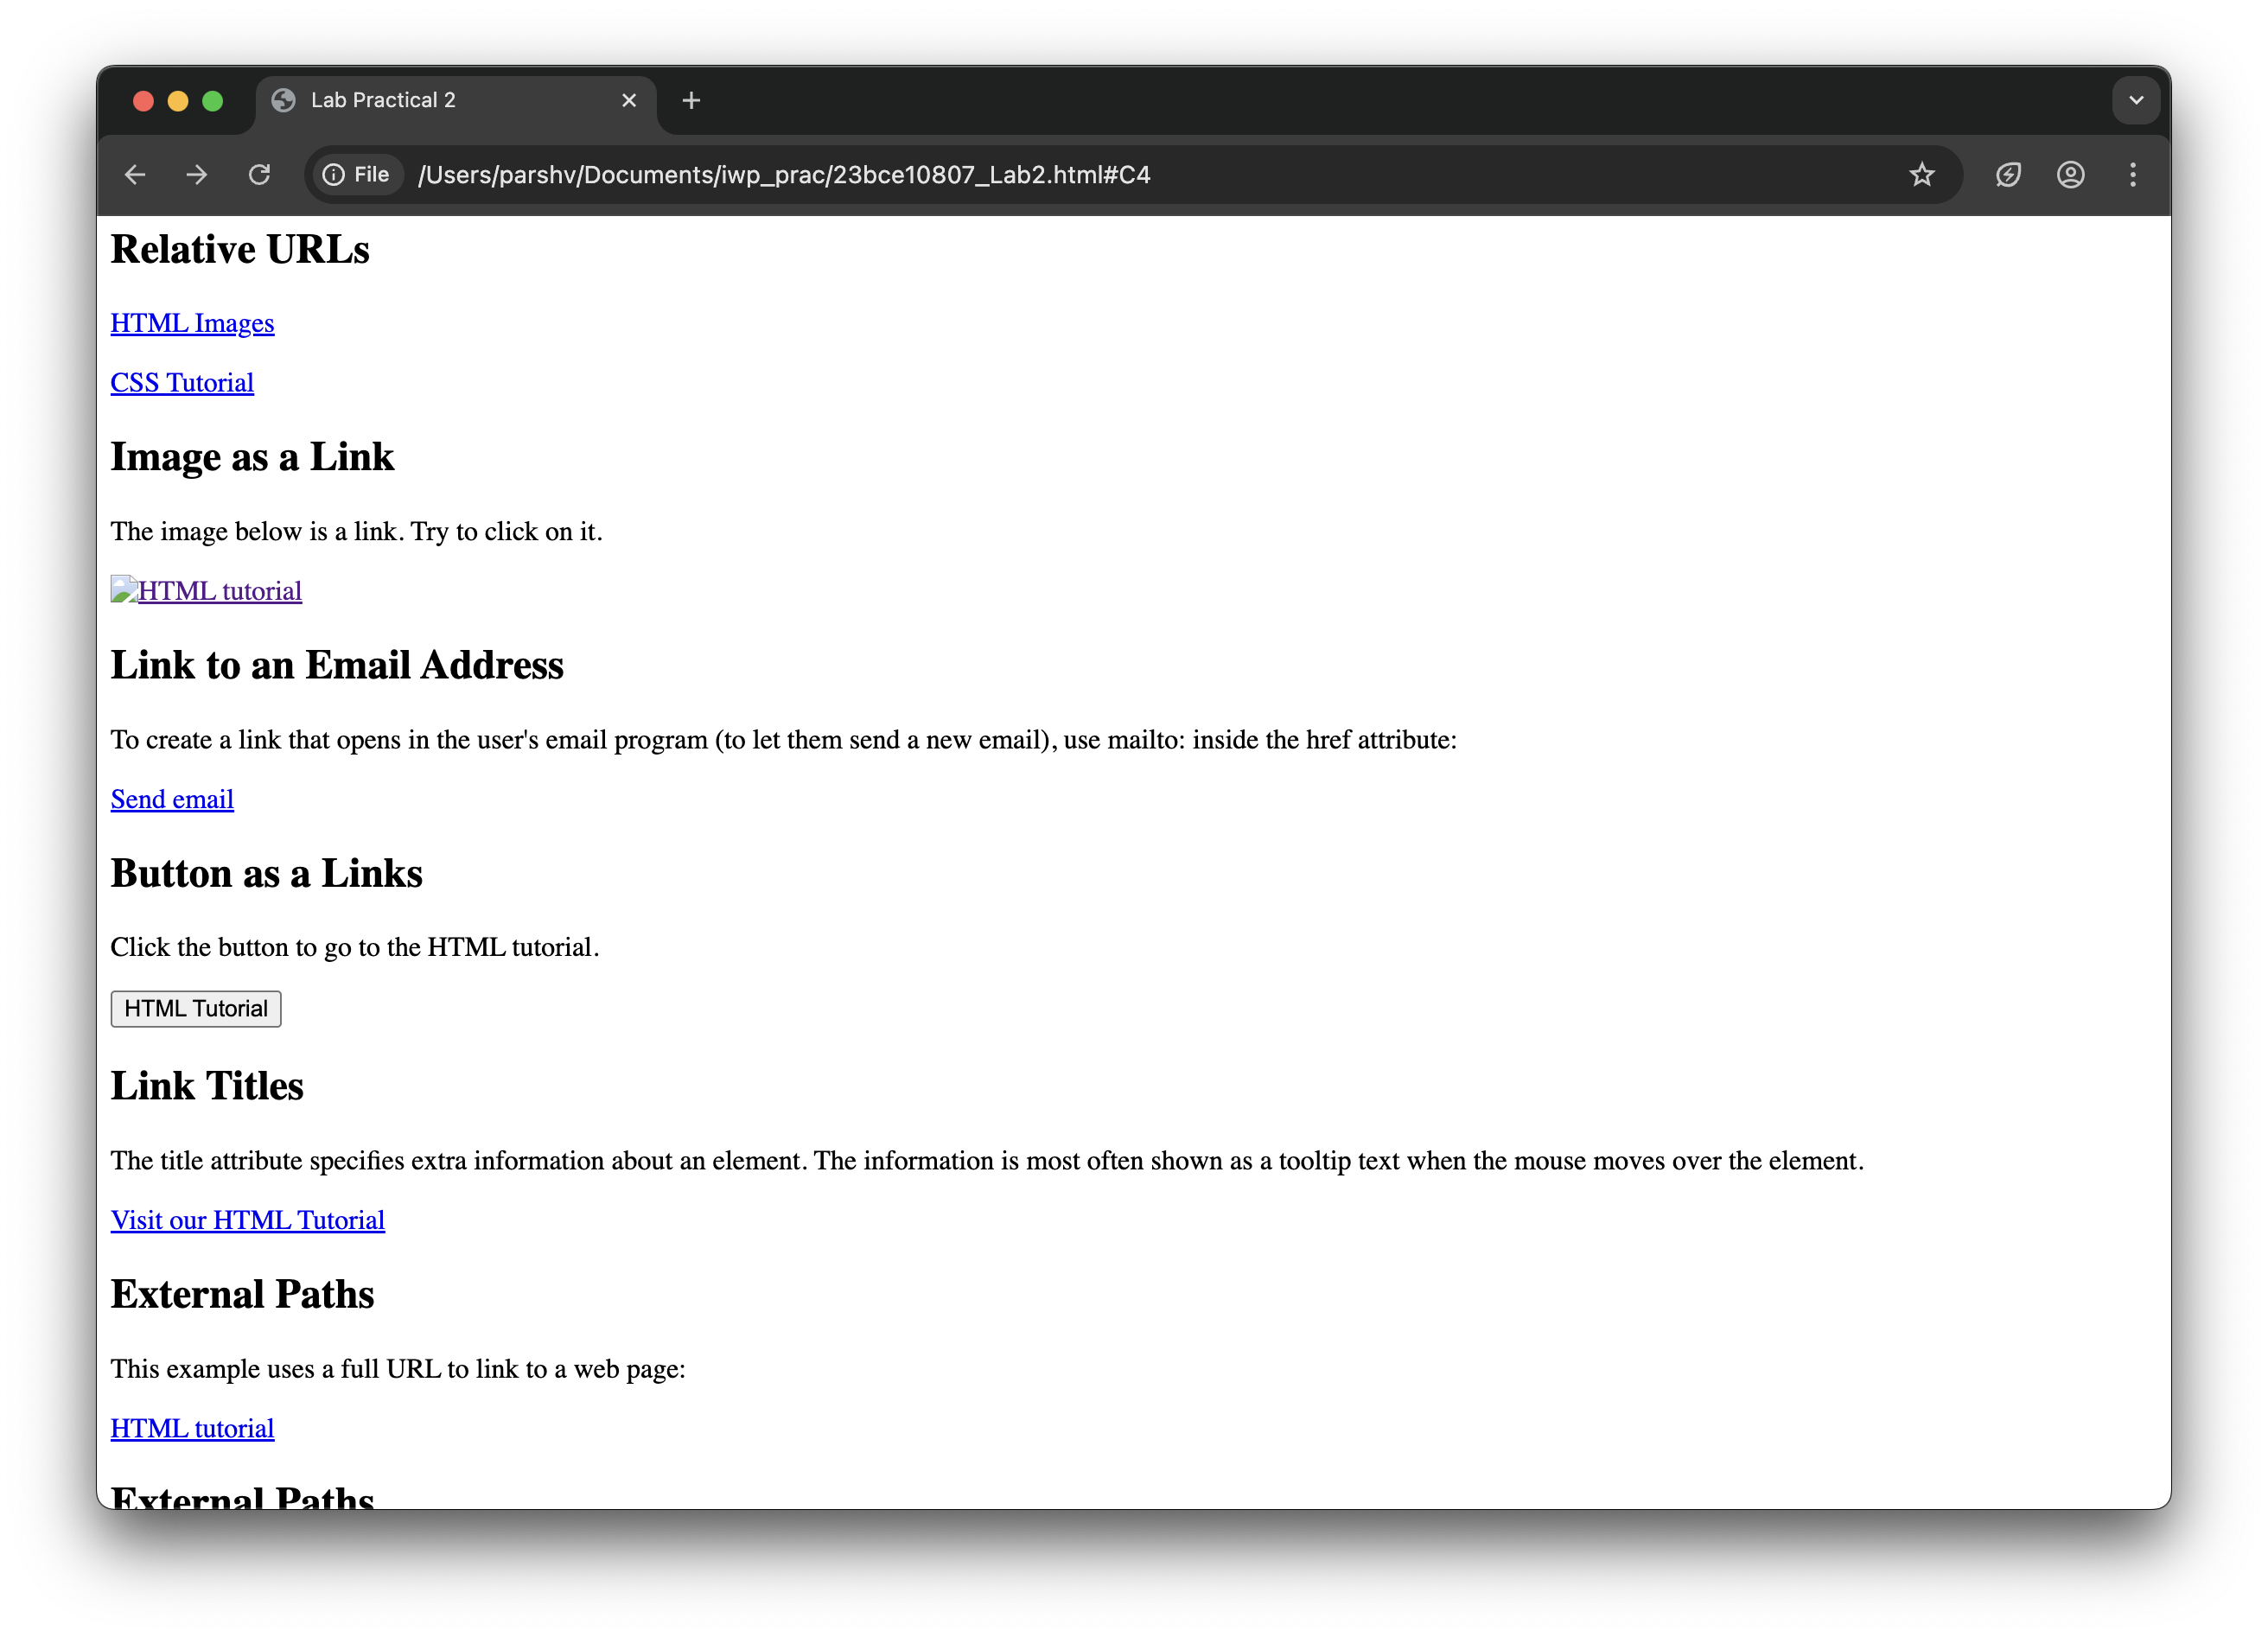 Lab Practical 2
File /Users/parshv/Documents/iwp_prac/23bce10807_Lab2.html#C4
Relative URLs
HTML Images
CSS Tutorial
Image as a Link
The image below is a link. Try to click on it.
HTML tutorial
Link to an Email Address
To create a link that opens in the user's email program (to let them send a new email), use mailto: inside the href attribute:
Send email
Button as a Links
Click the button to go to the HTML tutorial.
HTML Tutorial
Link Titles
The title attribute specifies extra information about an element. The information is most often shown as a tooltip text when the mouse moves over the element.
Visit our HTML Tutorial
External Paths
This example uses a full URL to link to a web page:
HTML tutorial
External Paths